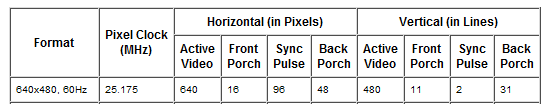 Format Pixel Clock (MHz) Horizontal (in Pixels) Vertical (in Lines)
Active Video Front Porch Sync Pulse Back Porch Active Video Front Porch Sync Pulse Back Porch
640x480, 60Hz 25.175 640 16 96 48 480 11 2 31